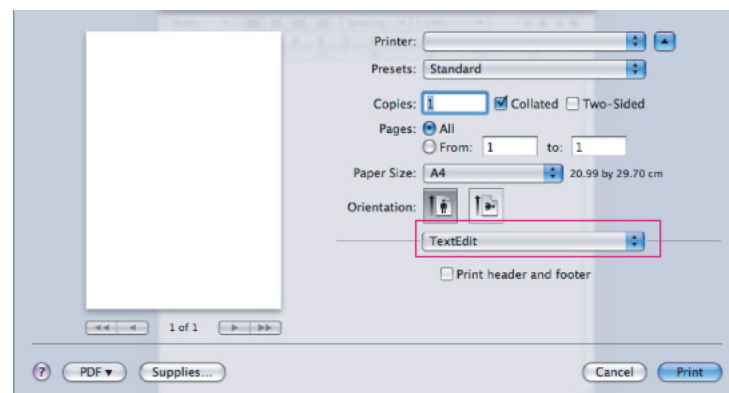 Printer:
Presets: Standard
Copies: 1 Collated Two-Sided
Pages: All
From: 1 to: 1
Paper Size: A4 20.99 by 29.70 cm
Orientation:
TextEdit
Print header and footer
1 of 1
? PDF Supplies... Cancel Print